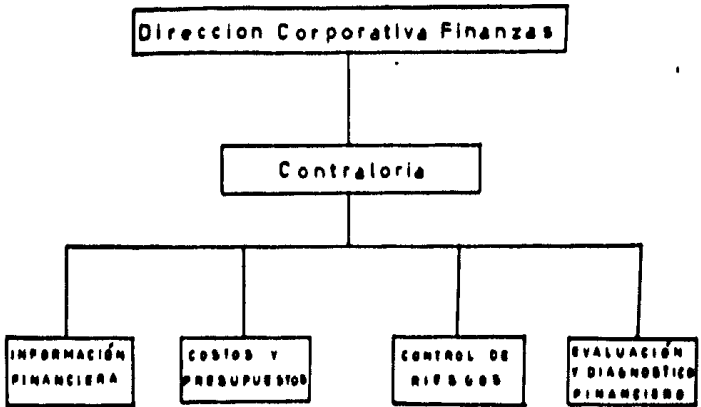 Direccion Corporativa Finanzas
Contraloria
INFORMACIÓN
FINANCIERA
COSTOS Y
PRESUPUESTOS
CONTROL DE
RIESGOS
EVALUACIÓN
Y DIAGNOSTICO
FINANCIERO